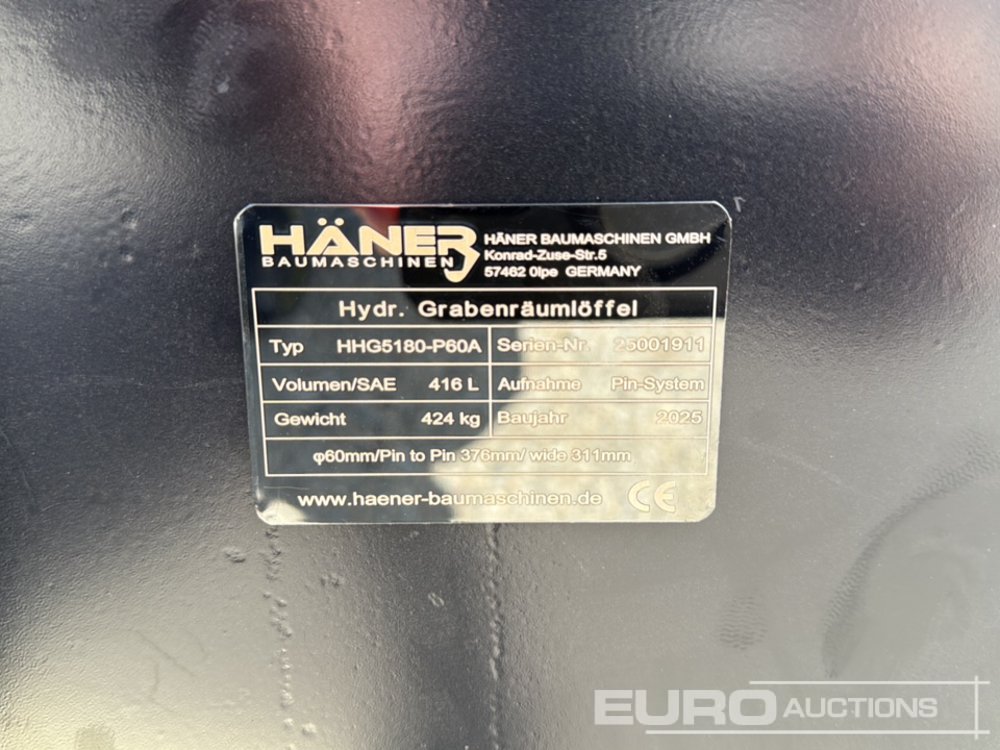 HÄNER
BAUMASCHINEN
HÄNER BAUMASCHINEN GMBH
Konrad-Zuse-Str.5
57462 Olpe GERMANY
Hydr. Grabenräumlöffel
Typ HHG5180-P60A Serien-Nr. 25001911
Volumen/SAE 416 L Aufnahme Pin-System
Gewicht 424 kg Baujahr 2025
φ60mm/Pin to Pin 376mm/ wide 311mm
www.haener-baumaschinen.de CE
EURO AUCTIONS